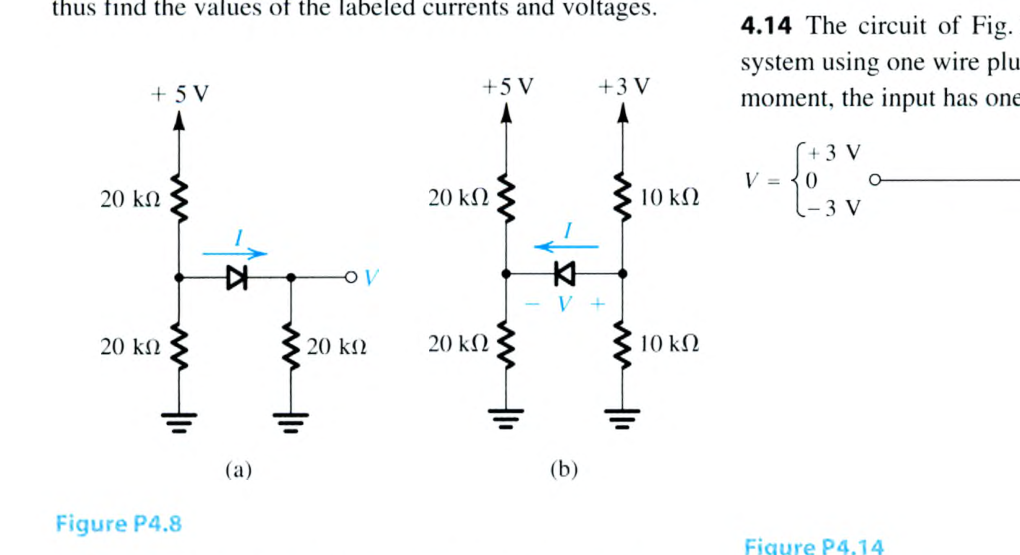 thus find the values of the labeled currents and voltages.
+ 5 V
20 kΩ
I
V
20 kΩ
20 kΩ
(a)
+5 V
+3 V
20 kΩ
10 kΩ
I
− V +
20 kΩ
10 kΩ
(b)
Figure P4.8
4.14 The circuit of Fig.
system using one wire plu
moment, the input has one
+3 V
V = { 0
−3 V
Figure P4.14